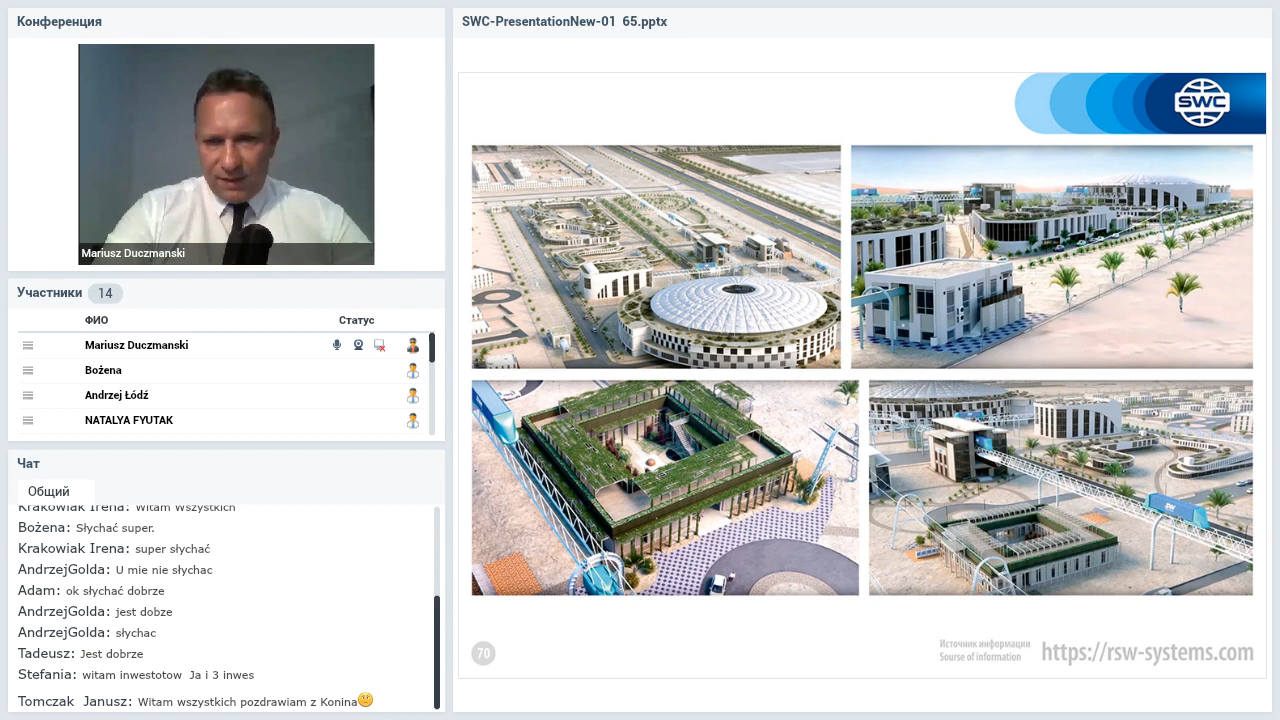 Конференция
Mariusz Duczmanski
Участники 14
ФИО Статус
Mariusz Duczmanski
Bożena
Andrzej Łódź
NATALYA FYUTAK
Чат
Общий
Krakowiak Irena: Witam Wszystkich
Bożena: Słychać super.
Krakowiak Irena: super słychać
AndrzejGolda: U mie nie słychac
Adam: ok słychać dobrze
AndrzejGolda: jest dobze
AndrzejGolda: słychac
Tadeusz: Jest dobrze
Stefania: witam inwestotow Ja i 3 inwes
Tomczak Janusz: Witam wszystkich pozdrawiam z Konina
SWC-PresentationNew-01 65.pptx
SWC
70
Источник информации
Sourse of information
https://rsw-systems.com